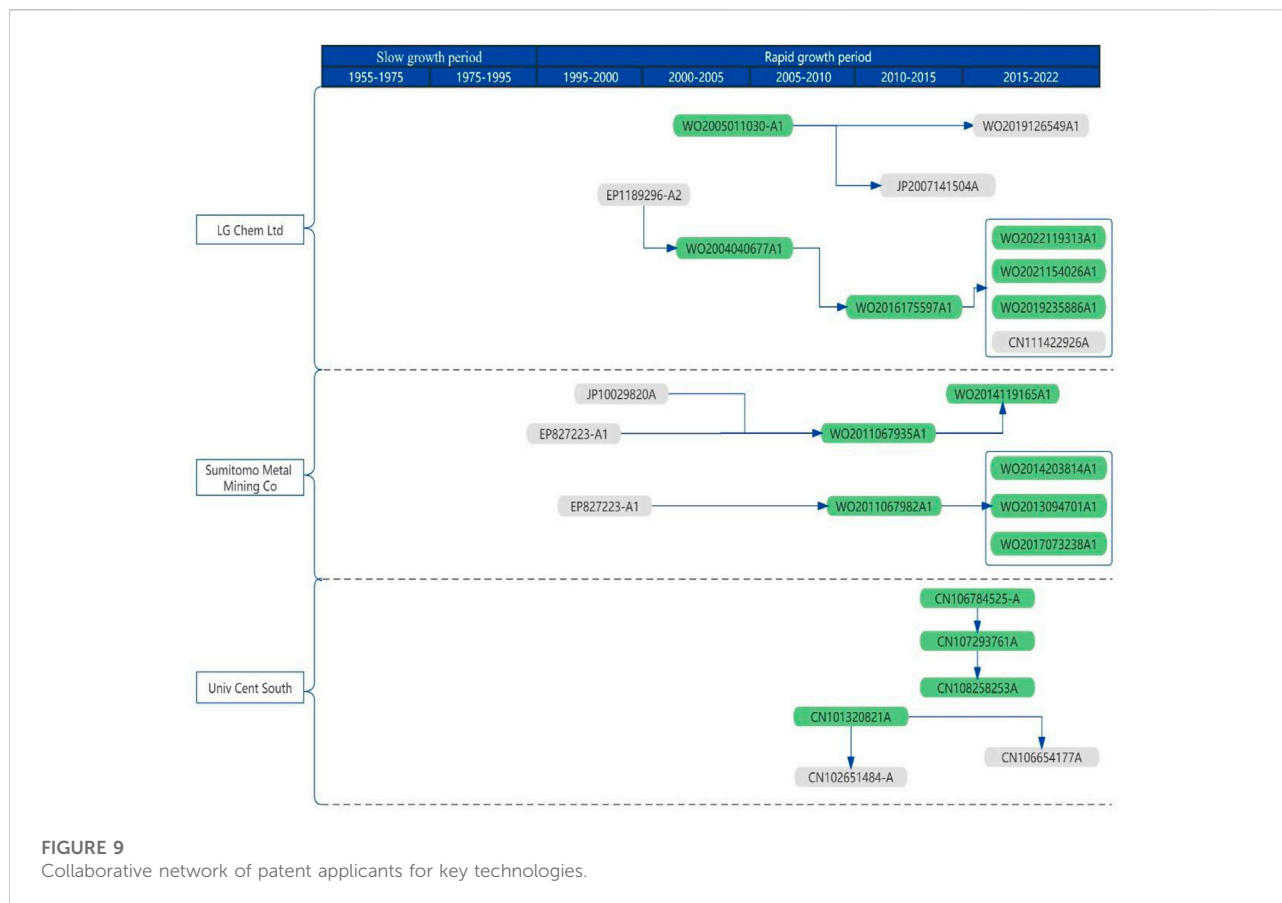 Slow growth period
Rapid growth period
1955-1975
1975-1995
1995-2000
2000-2005
2005-2010
2010-2015
2015-2022
LG Chem Ltd
WO2005011030-A1
WO2019126549A1
JP2007141504A
EP1189296-A2
WO2004040677A1
WO2016175597A1
WO2022119313A1
WO2021154026A1
WO2019235886A1
CN111422926A
Sumitomo Metal
Mining Co
JP10029820A
EP827223-A1
WO2011067935A1
WO2014119165A1
EP827223-A1
WO2011067982A1
WO2014203814A1
WO2013094701A1
WO2017073238A1
Univ Cent South
CN106784525-A
CN107293761A
CN108258253A
CN101320821A
CN102651484-A
CN106654177A
FIGURE 9
Collaborative network of patent applicants for key technologies.